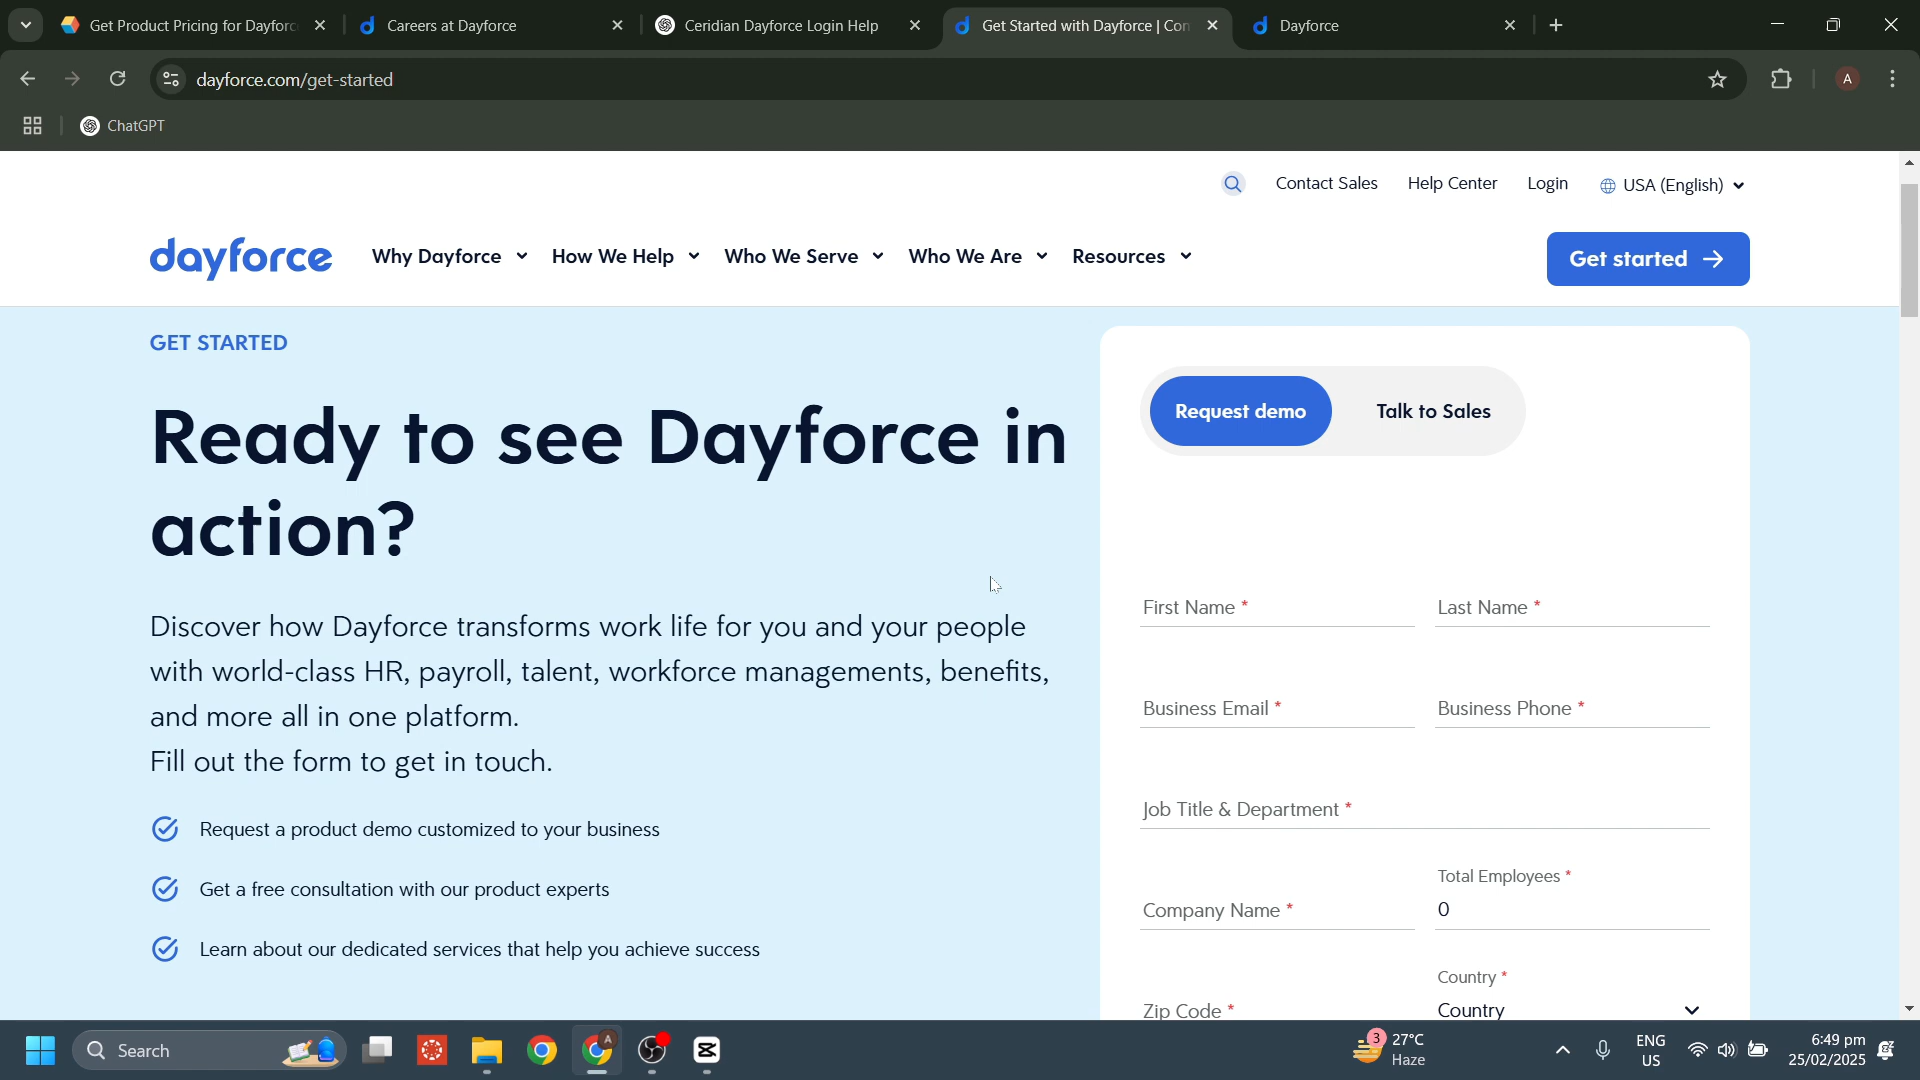 Get Product Pricing for Dayforc
Careers at Dayforce
Ceridian Dayforce Login Help
Get Started with Dayforce | Con
Dayforce
dayforce.com/get-started
A
ChatGPT
Contact Sales
Help Center
Login
USA (English)
dayforce
Why Dayforce
How We Help
Who We Serve
Who We Are
Resources
Get started
GET STARTED
Ready to see Dayforce in
action?
Discover how Dayforce transforms work life for you and your people
with world-class HR, payroll, talent, workforce managements, benefits,
and more all in one platform.
Fill out the form to get in touch.
Request a product demo customized to your business
Get a free consultation with our product experts
Learn about our dedicated services that help you achieve success
Request demo
Talk to Sales
First Name *
Last Name *
Business Email *
Business Phone *
Job Title & Department *
Company Name *
Total Employees *
0
Zip Code *
Country *
Country
Search
A
3
27°C
Haze
ENG
US
6:49 pm
25/02/2025